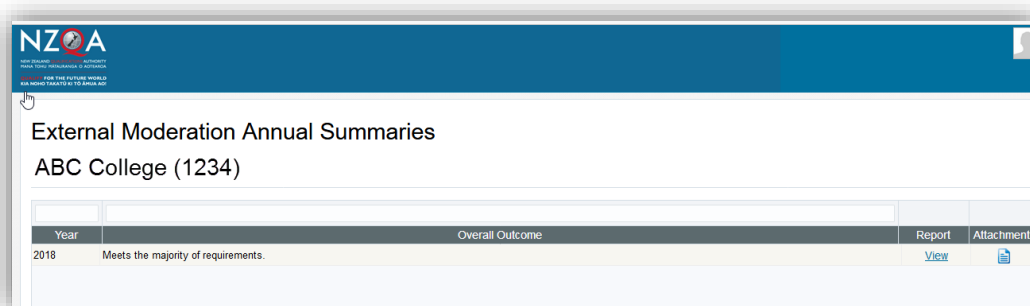 NZQA
NEW ZEALAND QUALIFICATIONS AUTHORITY
MANA TOHU MĀTAURANGA O AOTEAROA
FOR THE FUTURE WORLD
KIA NOHO TAKATŪ KI TŌ ĀMUA AO!
External Moderation Annual Summaries
ABC College (1234)
Year Overall Outcome Report Attachment
2018 Meets the majority of requirements. View